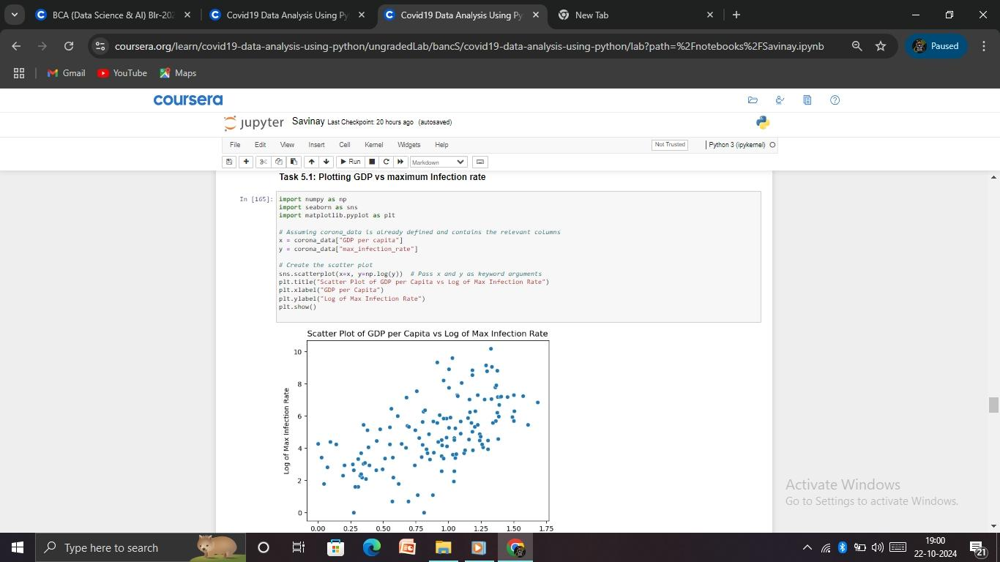 BCA (Data Science & AI) Blr-202
Covid19 Data Analysis Using Py
Covid19 Data Analysis Using Py
New Tab
coursera.org/learn/covid19-data-analysis-using-python/ungradedLab/bancS/covid19-data-analysis-using-python/lab?path=%2Fnotebooks%2FSavinay.ipynb
Paused
Gmail
YouTube
Maps
coursera
jupyter Savinay Last Checkpoint: 20 hours ago (autosaved)
File Edit View Insert Cell Kernel Widgets Help
Not Trusted
Python 3 (ipykernel)
Run
Markdown
Task 5.1: Plotting GDP vs maximum Infection rate
In [165]:
import numpy as np
import seaborn as sns
import matplotlib.pyplot as plt
# Assuming corona_data is already defined and contains the relevant columns
x = corona_data["GDP per capita"]
y = corona_data["max_infection_rate"]
# Create the scatter plot
sns.scatterplot(x=x, y=np.log(y)) # Pass x and y as keyword arguments
plt.title("Scatter Plot of GDP per Capita vs Log of Max Infection Rate")
plt.xlabel("GDP per Capita")
plt.ylabel("Log of Max Infection Rate")
plt.show()
Scatter Plot of GDP per Capita vs Log of Max Infection Rate
Log of Max Infection Rate
10
8
6
4
2
0
0.00 0.25 0.50 0.75 1.00 1.25 1.50 1.75
Activate Windows
Go to Settings to activate Windows.
Type here to search
19:00
22-10-2024
21